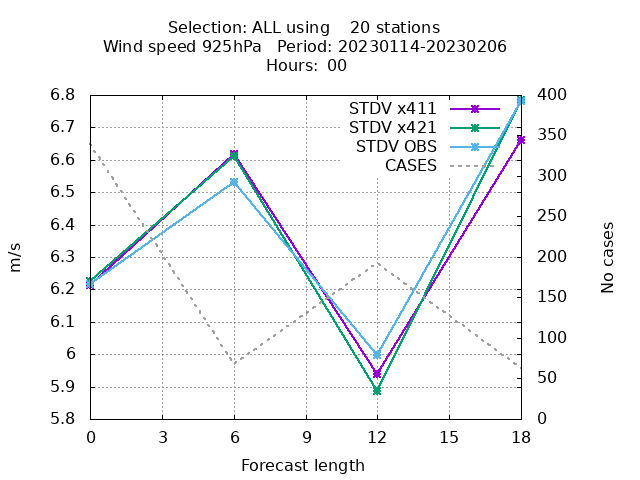 Selection: ALL using    20 stations
Wind speed 925hPa   Period: 20230114-20230206
Hours: 00
STDV x411
STDV x421
STDV OBS
CASES
6.8
6.7
6.6
6.5
6.4
6.3
6.2
6.1
6
5.9
5.8
m/s
400
350
300
250
200
150
100
50
0
No cases
0 3 6 9 12 15 18
Forecast length